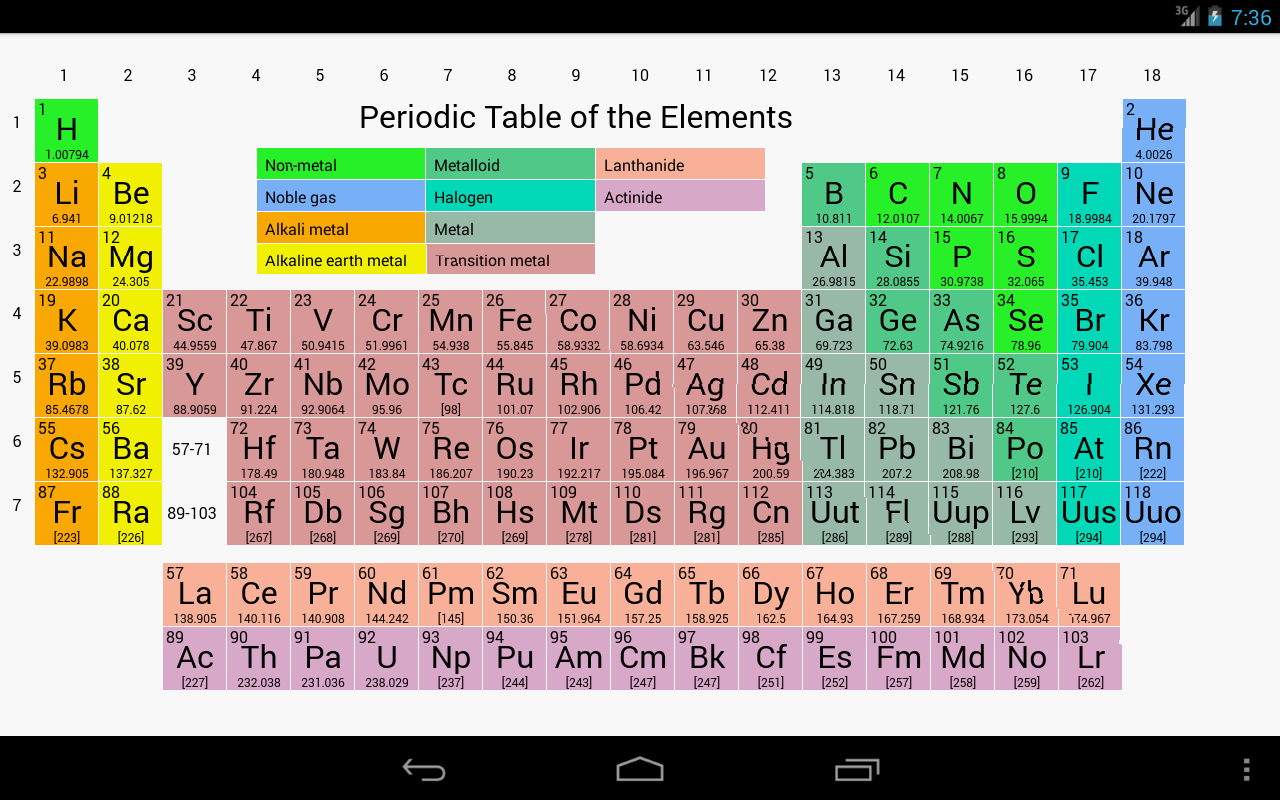 3G 7:36
1 2 3 4 5 6 7 8 9 10 11 12 13 14 15 16 17 18
Periodic Table of the Elements
Non-metal Metalloid Lanthanide
Noble gas Halogen Actinide
Alkali metal Metal
Alkaline earth metal Transition metal
1
1 2
H He
1.00794 4.0026
2
3 4 5 6 7 8 9 10
Li Be B C N O F Ne
6.941 9.01218 10.811 12.0107 14.0067 15.9994 18.9984 20.1797
3
11 12 13 14 15 16 17 18
Na Mg Al Si P S Cl Ar
22.9898 24.305 26.9815 28.0855 30.9738 32.065 35.453 39.948
4
19 20 21 22 23 24 25 26 27 28 29 30 31 32 33 34 35 36
K Ca Sc Ti V Cr Mn Fe Co Ni Cu Zn Ga Ge As Se Br Kr
39.0983 40.078 44.9559 47.867 50.9415 51.9961 54.938 55.845 58.9332 58.6934 63.546 65.38 69.723 72.63 74.9216 78.96 79.904 83.798
5
37 38 39 40 41 42 43 44 45 46 47 48 49 50 51 52 53 54
Rb Sr Y Zr Nb Mo Tc Ru Rh Pd Ag Cd In Sn Sb Te I Xe
85.4678 87.62 88.9059 91.224 92.9064 95.96 [98] 101.07 102.906 106.42 107.868 112.411 114.818 118.71 121.76 127.6 126.904 131.293
6
55 56 72 73 74 75 76 77 78 79 80 81 82 83 84 85 86
Cs Ba 57-71 Hf Ta W Re Os Ir Pt Au Hg Tl Pb Bi Po At Rn
132.905 137.327 178.49 180.948 183.84 186.207 190.23 192.217 195.084 196.967 200.59 204.383 207.2 208.98 [210] [210] [222]
7
87 88 104 105 106 107 108 109 110 111 112 113 114 115 116 117 118
Fr Ra 89-103 Rf Db Sg Bh Hs Mt Ds Rg Cn Uut Fl Uup Lv Uus Uuo
[223] [226] [267] [268] [269] [270] [269] [278] [281] [281] [285] [286] [289] [288] [293] [294] [294]
57 58 59 60 61 62 63 64 65 66 67 68 69 70 71
La Ce Pr Nd Pm Sm Eu Gd Tb Dy Ho Er Tm Yb Lu
138.905 140.116 140.908 144.242 [145] 150.36 151.964 157.25 158.925 162.5 164.93 167.259 168.934 173.054 174.967
89 90 91 92 93 94 95 96 97 98 99 100 101 102 103
Ac Th Pa U Np Pu Am Cm Bk Cf Es Fm Md No Lr
[227] 232.038 231.036 238.029 [237] [244] [243] [247] [247] [251] [252] [257] [258] [259] [262]